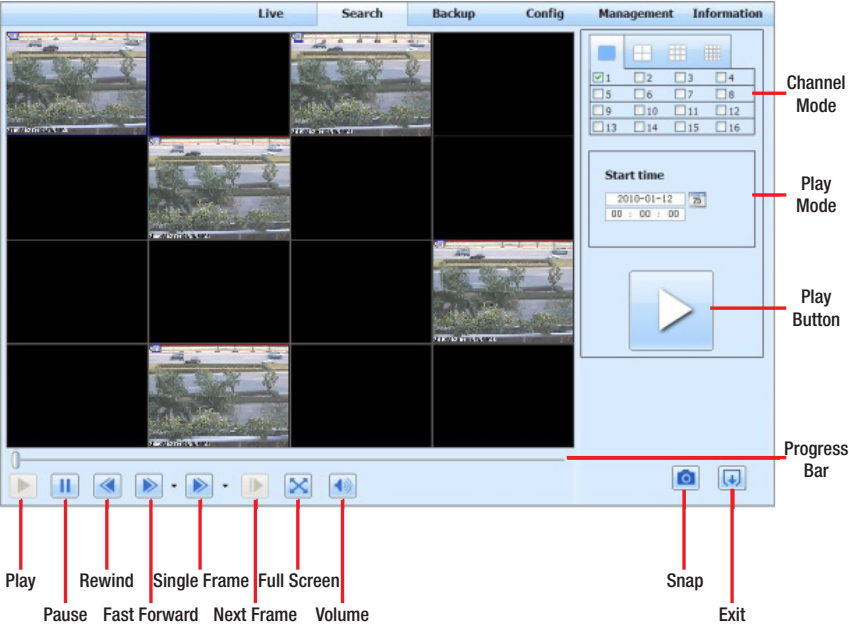 Live Search Backup Config Management Information
1 2 3 4
5 6 7 8
9 10 11 12
13 14 15 16
Channel
Mode
Start time
2010-01-12
25
00 : 00 : 00
Play
Mode
Play
Button
Progress
Bar
Play Rewind Single Frame Full Screen Snap
Pause Fast Forward Next Frame Volume Exit